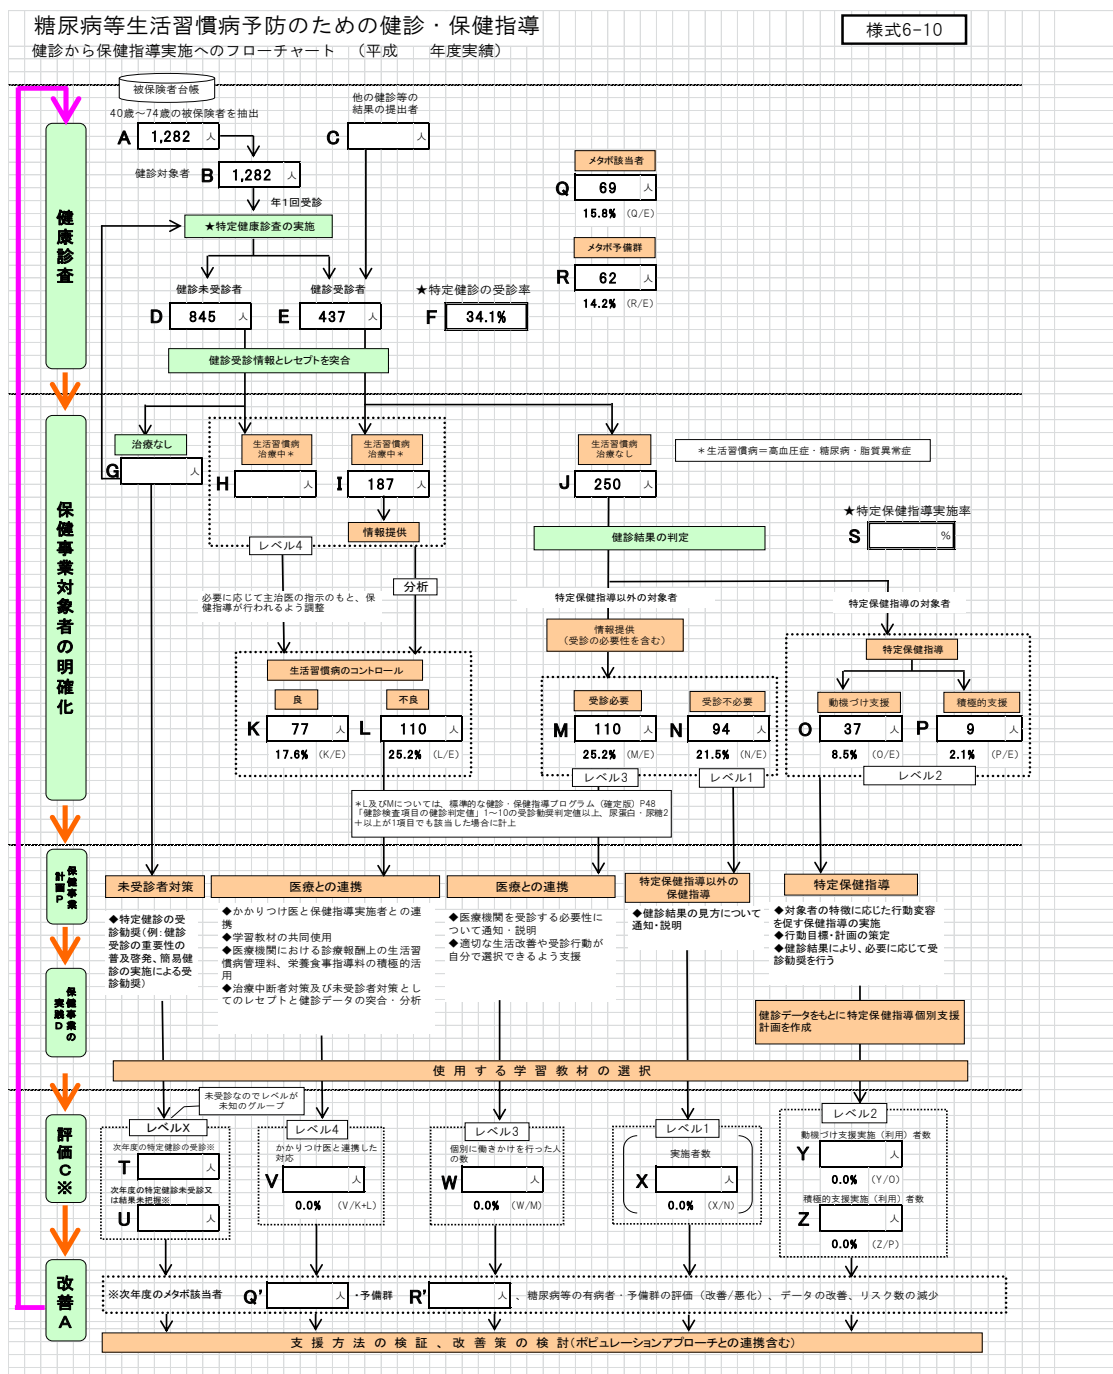 糖尿病等生活習慣病予防のための健診・保健指導
様式6-10
健診から保健指導実施へのフローチャート　（平成　　年度実績）
被保険者台帳
40歳～74歳の被保険者を抽出
他の健診等の
結果の提出者
A 1,282 人
C 人
健診対象者 B 1,282 人
年1回受診
★特定健康診査の実施
メタボ該当者
Q 69 人
15.8% (Q/E)
メタボ予備群
R 62 人
14.2% (R/E)
健康診査
健診未受診者
健診受診者
★特定健診の受診率
D 845 人
E 437 人
F 34.1%
健診受診情報とレセプトを突合
保健事業対象者の明確化
治療なし
G 人
生活習慣病
治療中＊
H 人
生活習慣病
治療中＊
I 187 人
情報提供
レベル4
生活習慣病
治療なし
J 250 人
＊生活習慣病＝高血圧症・糖尿病・脂質異常症
★特定保健指導実施率
S %
健診結果の判定
分析
必要に応じて主治医の指示のもと、保
健指導が行われるよう調整
特定保健指導以外の対象者
特定保健指導の対象者
情報提供
（受診の必要性を含む）
特定保健指導
生活習慣病のコントロール
良
不良
K 77 人
L 110 人
17.6% (K/E)
25.2% (L/E)
受診必要
受診不必要
M 110 人
N 94 人
25.2% (M/E)
21.5% (N/E)
レベル3
レベル1
動機づけ支援
積極的支援
O 37 人
P 9 人
8.5% (O/E)
2.1% (P/E)
レベル2
＊L及びMについては、標準的な健診・保健指導プログラム（確定版）P48
「健診検査項目の健診判定値」1～10の受診勧奨判定値以上、尿蛋白・尿糖2
＋以上が1項目でも該当した場合に計上
保健事業
計画P
保健事業の
実践D
未受診者対策
◆特定健診の受
診勧奨（例：健診
受診の重要性の
普及啓発、簡易健
診の実施による受
診勧奨）
医療との連携
◆かかりつけ医と保健指導実施者との連
携
◆学習教材の共同使用
◆医療機関における診療報酬上の生活習
慣病管理料、栄養食事指導料の積極的活
用
◆治療中断者対策及び未受診者対策とし
てのレセプトと健診データの突合・分析
医療との連携
◆医療機関を受診する必要性に
ついて通知・説明
◆適切な生活改善や受診行動が
自分で選択できるよう支援
特定保健指導以外の
保健指導
◆健診結果の見方について
通知・説明
特定保健指導
◆対象者の特徴に応じた行動変容
を促す保健指導の実施
◆行動目標・計画の策定
◆健診結果により、必要に応じて受
診勧奨を行う
健診データをもとに特定保健指導個別支援
計画を作成
使用する学習教材の選択
評価C※
未受診なのでレベルが
未知のグループ
レベルX
次年度の特定健診の受診※
T 人
次年度の特定健診未受診又
は結果未把握※
U 人
レベル4
かかりつけ医と連携した
対応
V 人
0.0% (V/K+L)
レベル3
個別に働きかけを行った人
の数
W 人
0.0% (W/M)
レベル1
実施者数
X 人
0.0% (X/N)
レベル2
動機づけ支援実施（利用）者数
Y 人
0.0% (Y/O)
積極的支援実施（利用）者数
Z 人
0.0% (Z/P)
改善A
※次年度のメタボ該当者 Q' 人 ・予備群 R' 人 、糖尿病等の有病者・予備群の評価（改善/悪化）、データの改善、リスク数の減少
支援方法の検証、改善策の検討(ポピュレーションアプローチとの連携含む)